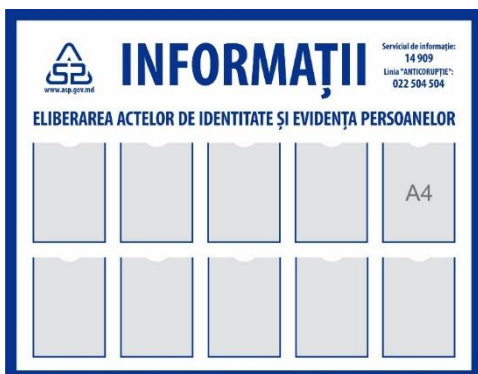 ASP
www.asp.gov.md
INFORMAȚII
Serviciul de informație:
14 909
Linia "ANTICORUPȚIE":
022 504 504
ELIBERAREA ACTELOR DE IDENTITATE ȘI EVIDENȚA PERSOANELOR
A4